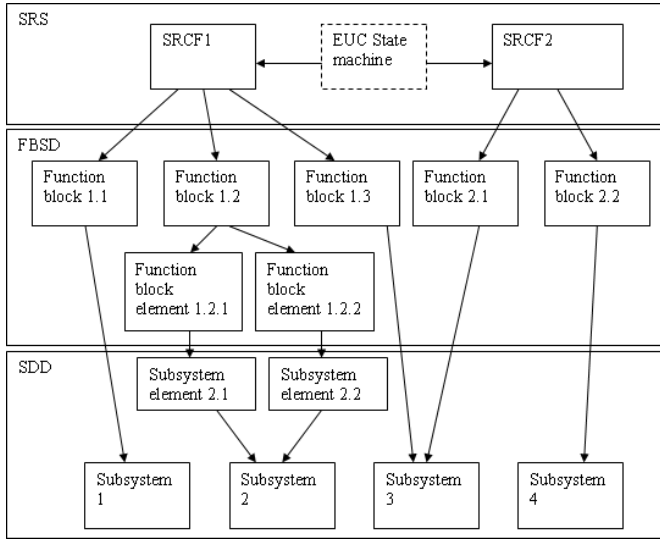 SRS
SRCF1
EUC State
machine
SRCF2
FBSD
Function
block 1.1
Function
block 1.2
Function
block 1.3
Function
block 2.1
Function
block 2.2
Function
block
element 1.2.1
Function
block
element 1.2.2
SDD
Subsystem
element 2.1
Subsystem
element 2.2
Subsystem
1
Subsystem
2
Subsystem
3
Subsystem
4